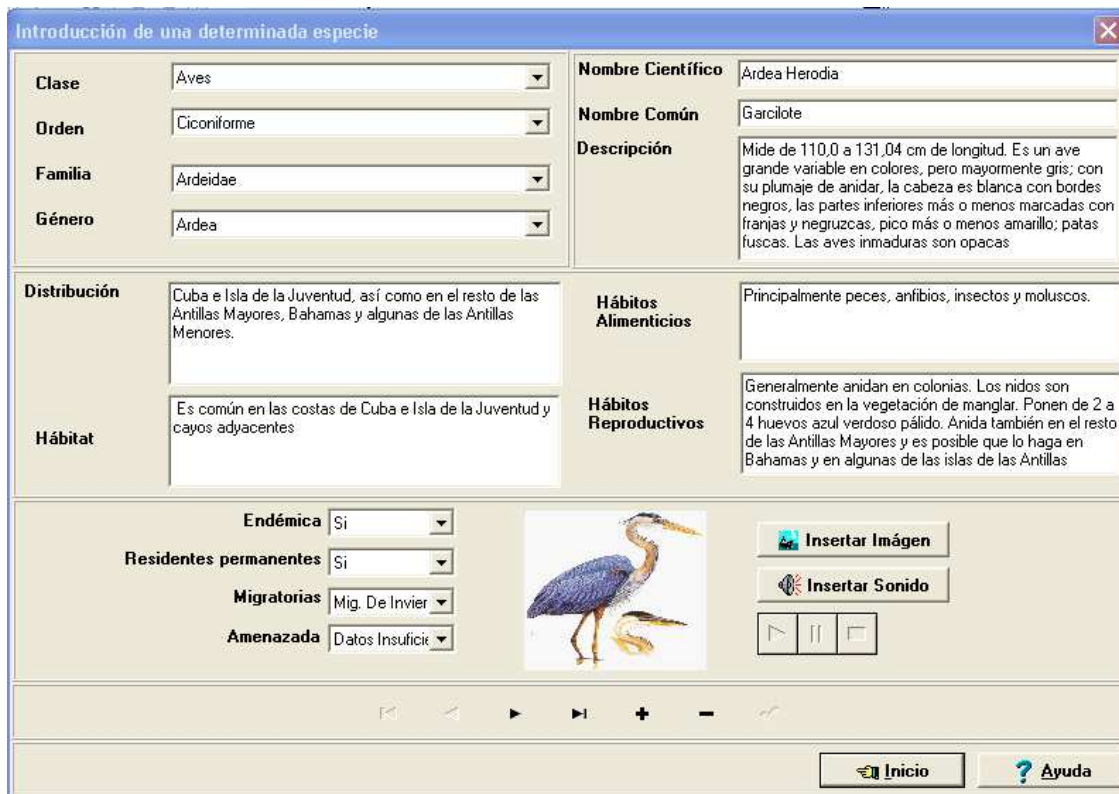 Introducción de una determinada especie
Clase
Aves
Orden
Ciconiforme
Familia
Ardeidae
Género
Ardea
Nombre Científico
Ardea Herodia
Nombre Común
Garcilote
Descripción
Mide de 110,0 a 131,04 cm de longitud. Es un ave
grande variable en colores, pero mayormente gris; con
su plumaje de anidar, la cabeza es blanca con bordes
negros, las partes inferiores más o menos marcadas con
franjas y negruzcas, pico más o menos amarillo; patas
fuscas. Las aves inmaduras son opacas
Distribución
Cuba e Isla de la Juventud, así como en el resto de las
Antillas Mayores, Bahamas y algunas de las Antillas
Menores.
Hábitat
Es común en las costas de Cuba e Isla de la Juventud y
cayos adyacentes
Hábitos
Alimenticios
Principalmente peces, anfibios, insectos y moluscos.
Hábitos
Reproductivos
Generalmente anidan en colonias. Los nidos son
construidos en la vegetación de manglar. Ponen de 2 a
4 huevos azul verdoso pálido. Anida también en el resto
de las Antillas Mayores y es posible que lo haga en
Bahamas y en algunas de las islas de las Antillas
Endémica
Si
Residentes permanentes
Si
Migratorias
Mig. De Invier
Amenazada
Datos Insuficie
Insertar Imágen
Insertar Sonido
Inicio
Ayuda